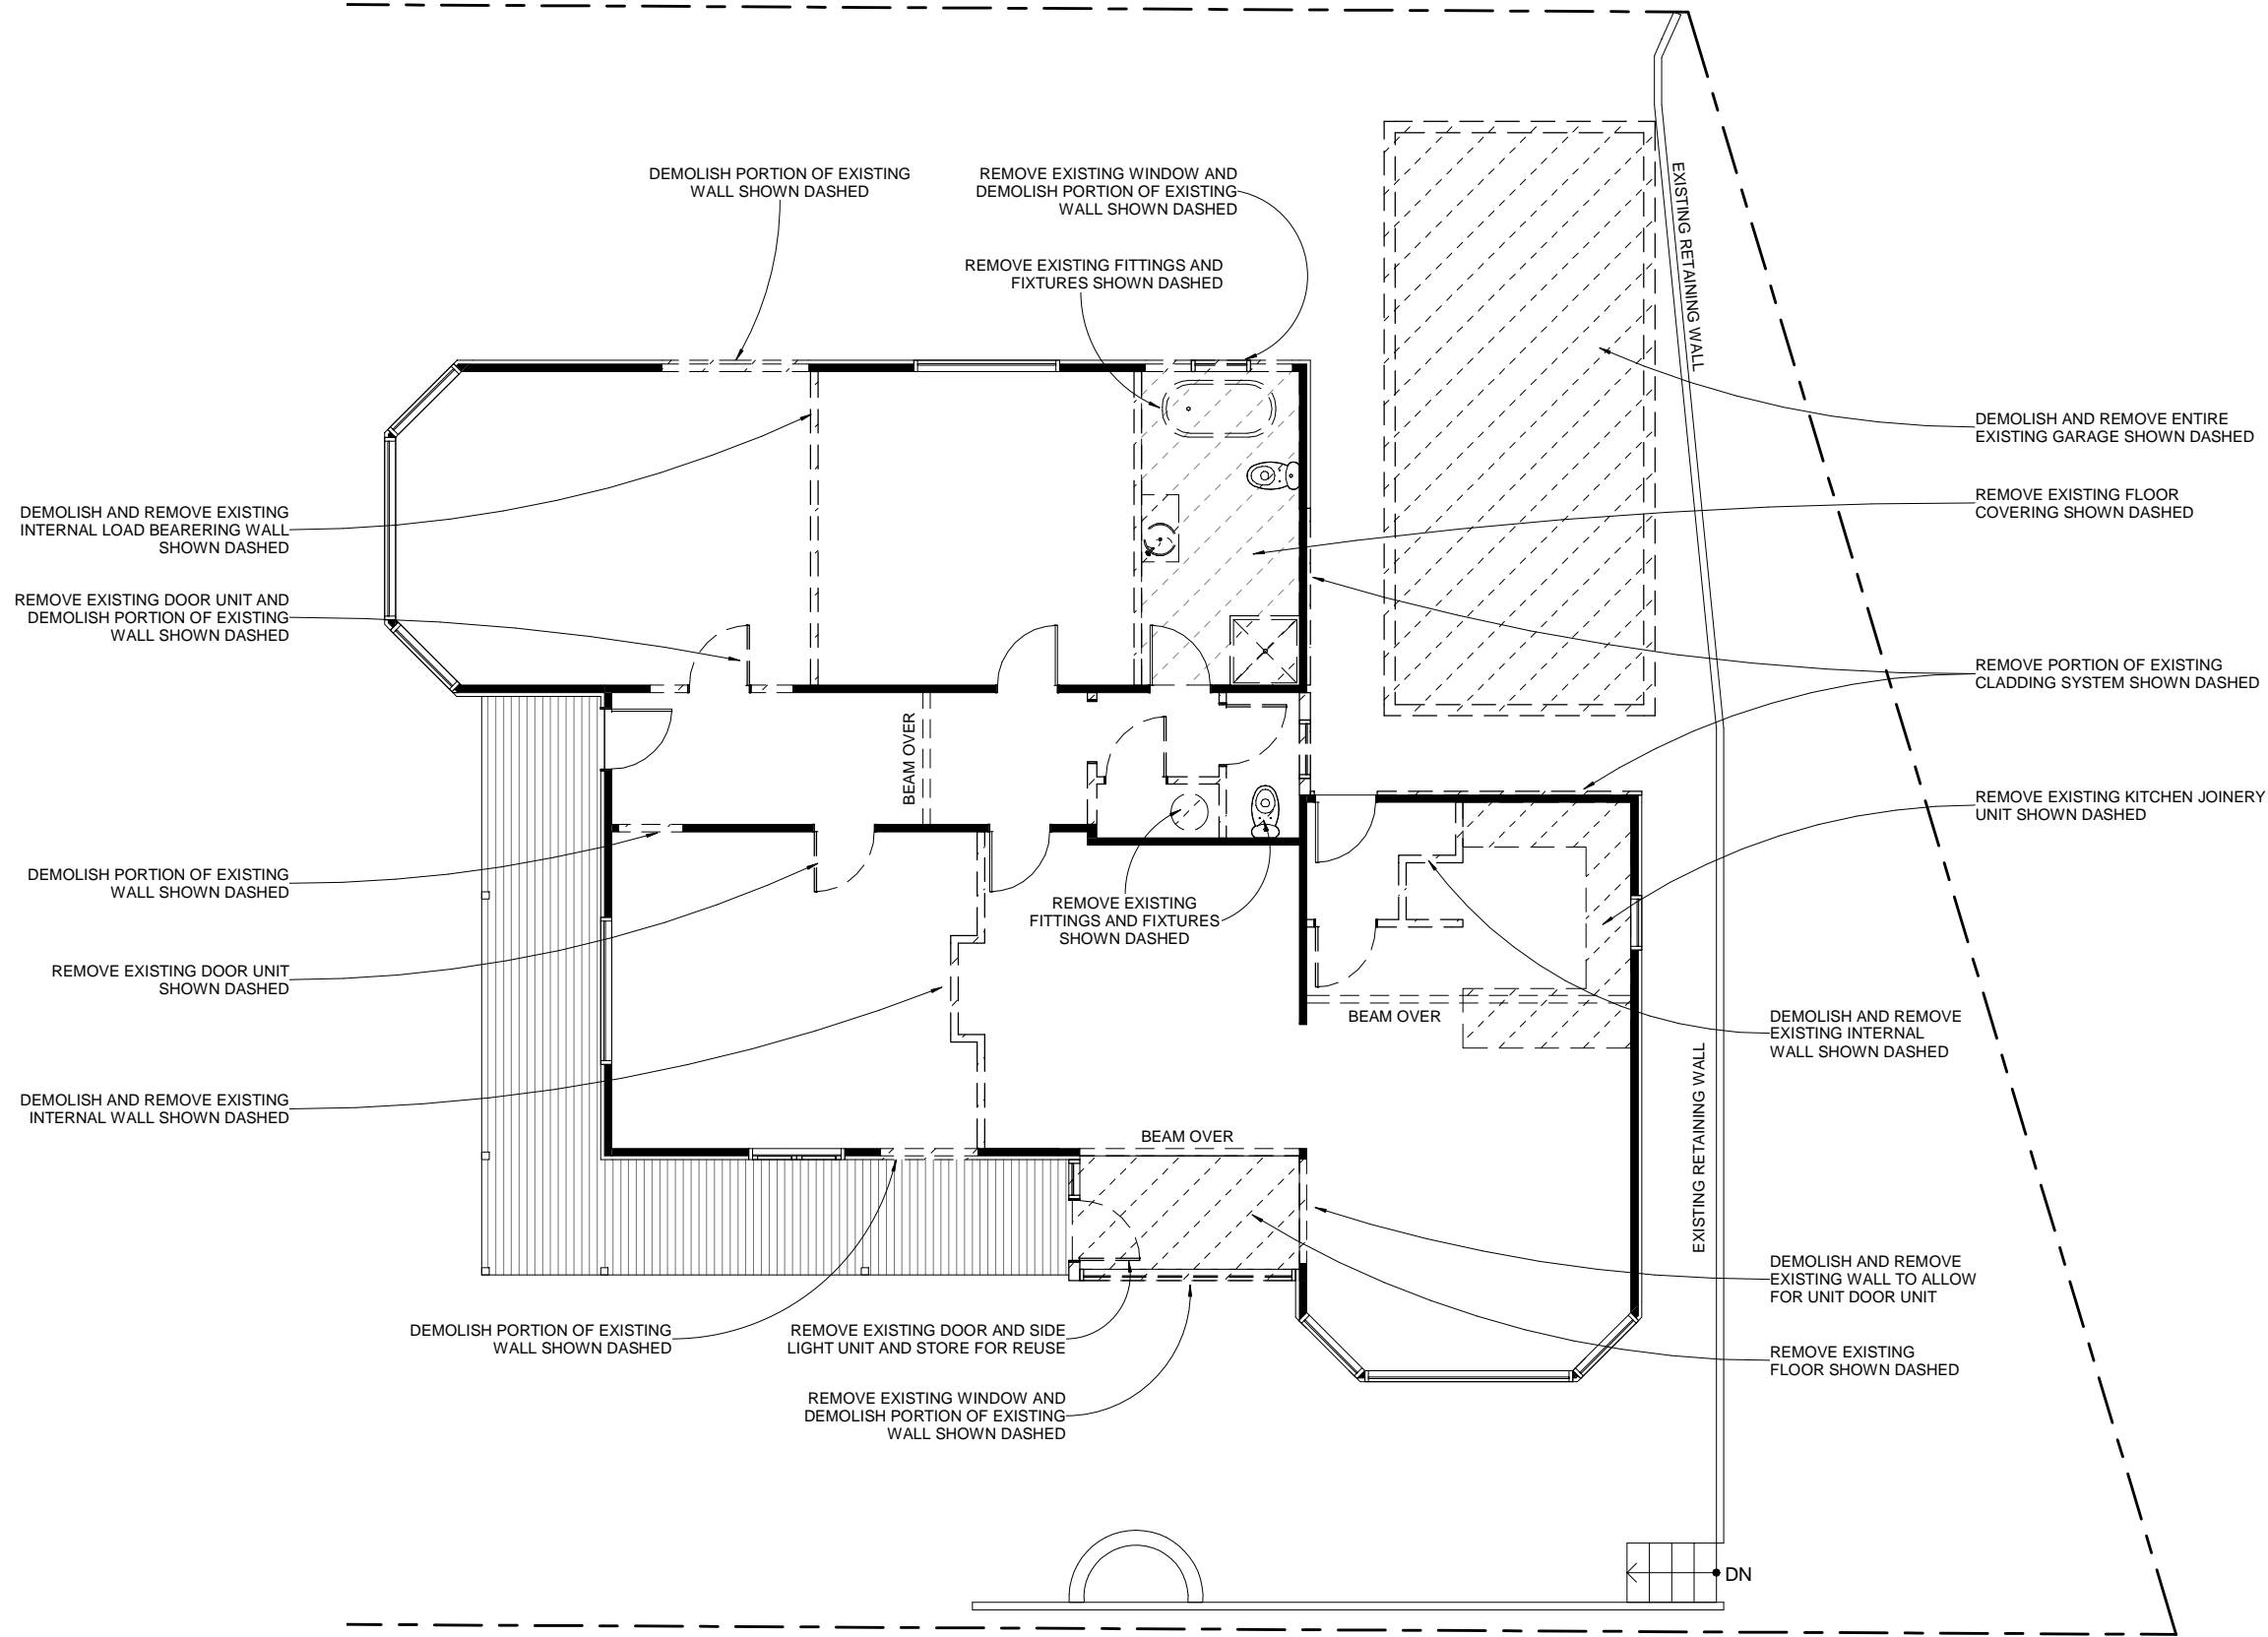 DEMOLISH PORTION OF EXISTING
WALL SHOWN DASHED
REMOVE EXISTING WINDOW AND
DEMOLISH PORTION OF EXISTING
WALL SHOWN DASHED
REMOVE EXISTING FITTINGS AND
FIXTURES SHOWN DASHED
EXISTING RETAINING WALL
DEMOLISH AND REMOVE ENTIRE
EXISTING GARAGE SHOWN DASHED
REMOVE EXISTING FLOOR
COVERING SHOWN DASHED
DEMOLISH AND REMOVE EXISTING
INTERNAL LOAD BEARERING WALL
SHOWN DASHED
REMOVE EXISTING DOOR UNIT AND
DEMOLISH PORTION OF EXISTING
WALL SHOWN DASHED
REMOVE PORTION OF EXISTING
CLADDING SYSTEM SHOWN DASHED
BEAM OVER
REMOVE EXISTING KITCHEN JOINERY
UNIT SHOWN DASHED
DEMOLISH PORTION OF EXISTING
WALL SHOWN DASHED
REMOVE EXISTING
FITTINGS AND FIXTURES
SHOWN DASHED
REMOVE EXISTING DOOR UNIT
SHOWN DASHED
BEAM OVER
DEMOLISH AND REMOVE
EXISTING INTERNAL
WALL SHOWN DASHED
DEMOLISH AND REMOVE EXISTING
INTERNAL WALL SHOWN DASHED
BEAM OVER
EXISTING RETAINING WALL
DEMOLISH AND REMOVE
EXISTING WALL TO ALLOW
FOR UNIT DOOR UNIT
DEMOLISH PORTION OF EXISTING
WALL SHOWN DASHED
REMOVE EXISTING DOOR AND SIDE
LIGHT UNIT AND STORE FOR REUSE
REMOVE EXISTING
FLOOR SHOWN DASHED
REMOVE EXISTING WINDOW AND
DEMOLISH PORTION OF EXISTING
WALL SHOWN DASHED
DN